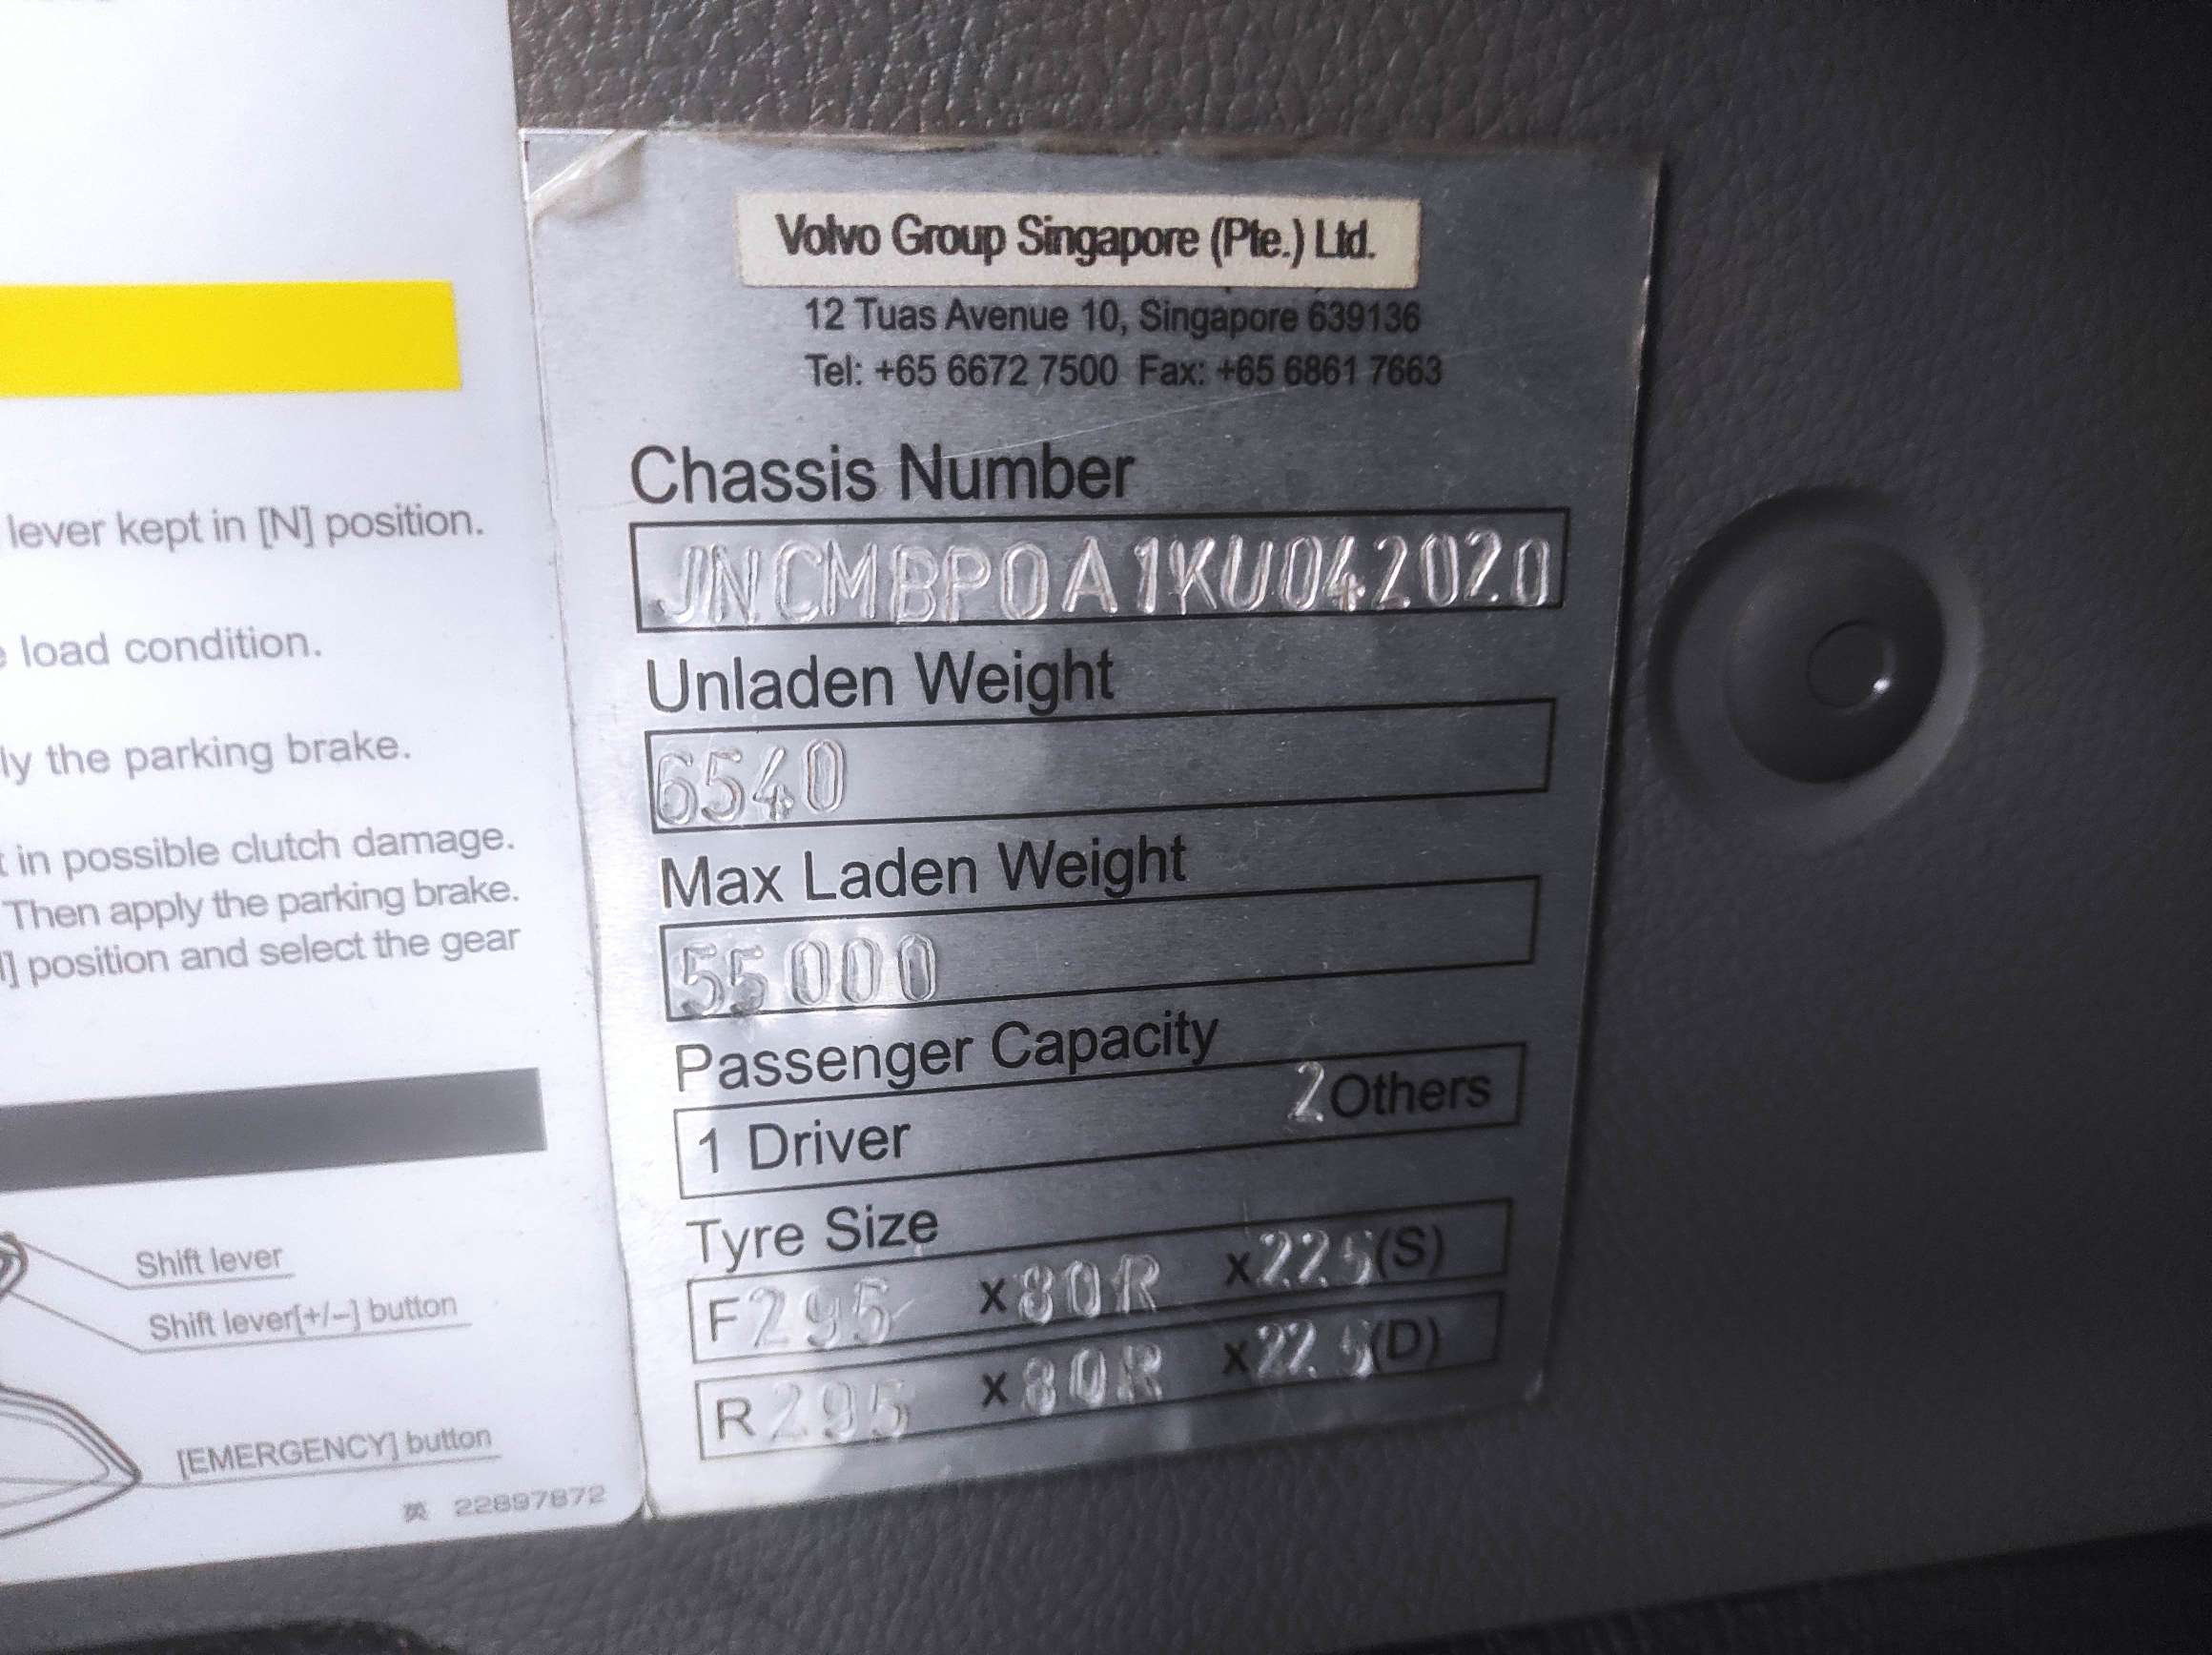 lever kept in [N] position.
load condition.
ly the parking brake.
t in possible clutch damage.
Then apply the parking brake.
] position and select the gear
Shift lever
Shift lever[+/−] button
[EMERGENCY] button
英 22897872
Volvo Group Singapore (Pte.) Ltd.
12 Tuas Avenue 10, Singapore 639136
Tel: +65 6672 7500 Fax: +65 6861 7663
Chassis Number
JNCMBP0A1KU042020
Unladen Weight
6540
Max Laden Weight
55000
Passenger Capacity
1 Driver 2 Others
Tyre Size
F 295 x 80R x 22.5 (S)
R 295 x 80R x 22.5 (D)